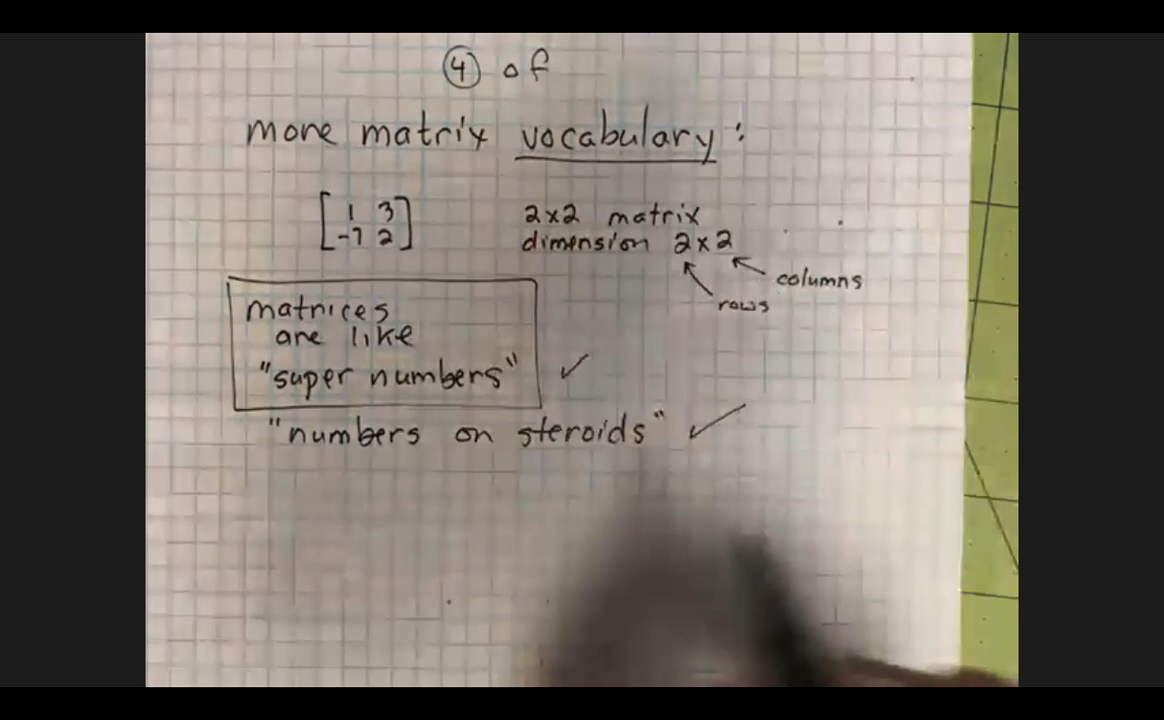 ④ of
more matrix vocabulary:
[1 3
-7 2]
2x2 matrix
dimension 2x2
columns
rows
matrices
are like
"super numbers" ✓
"numbers on steroids" ✓